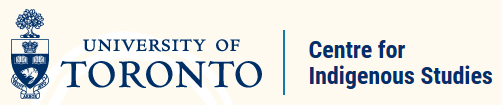 UNIVERSITY OF
TORONTO
Centre for
Indigenous Studies